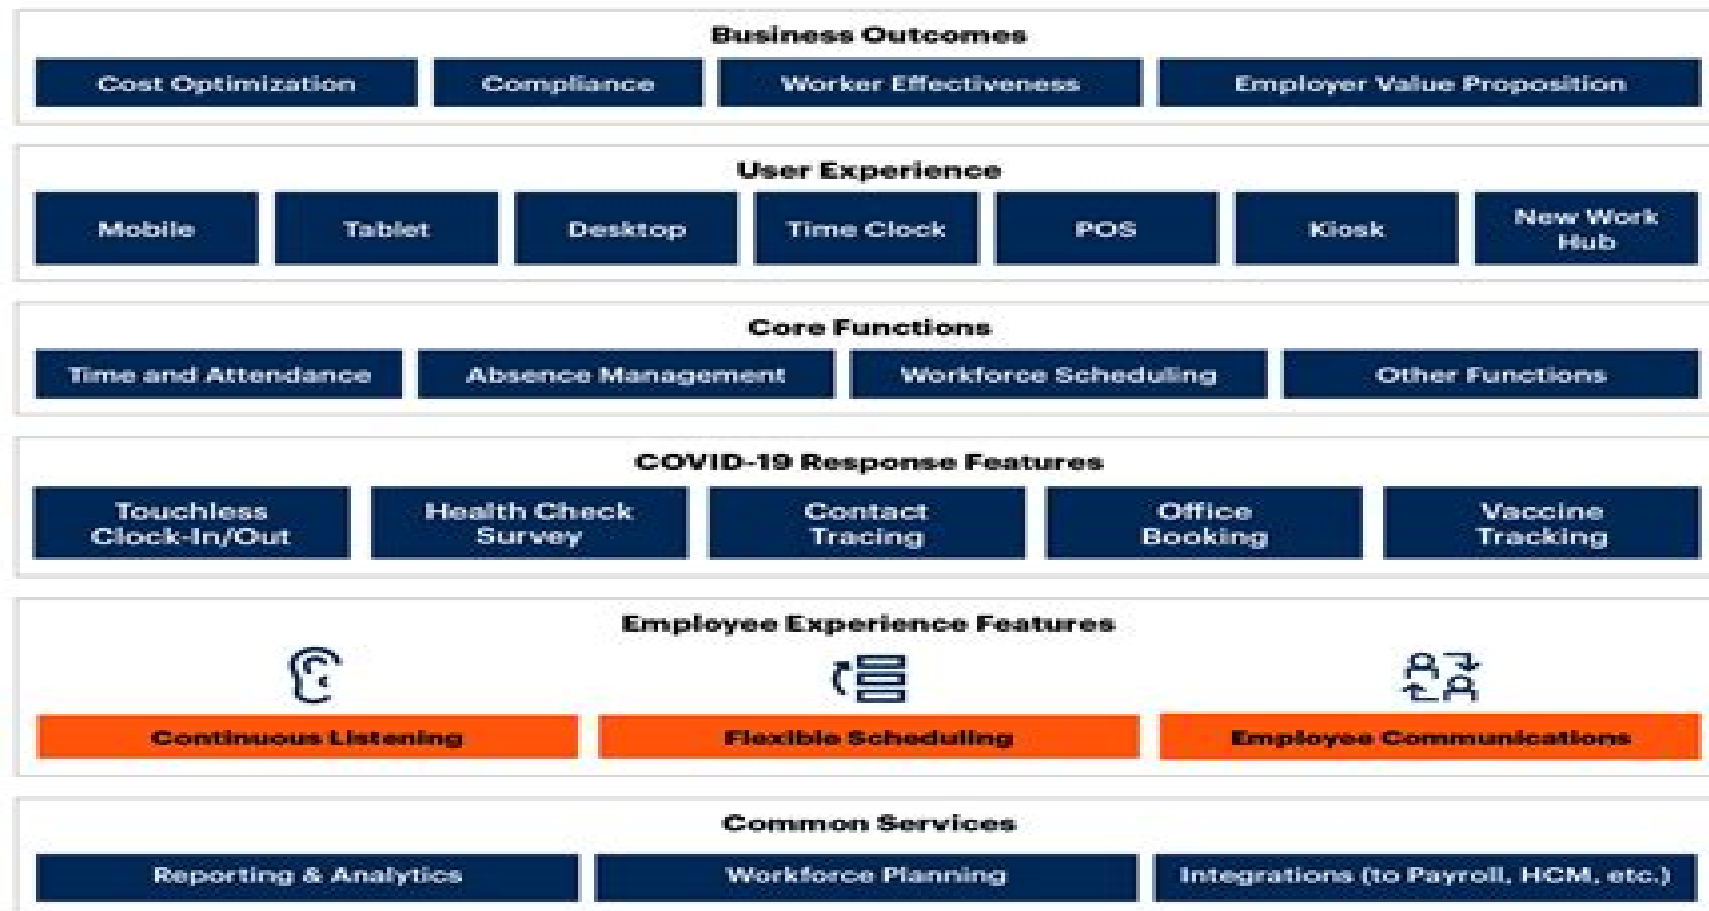 Business Outcomes
Cost Optimization
Compliance
Worker Effectiveness
Employer Value Proposition
User Experience
Mobile
Tablet
Desktop
Time Clock
POS
Kiosk
New Work
Hub
Core Functions
Time and Attendance
Absence Management
Workforce Scheduling
Other Functions
COVID-19 Response Features
Touchless
Clock-In/Out
Health Check
Survey
Contact
Tracing
Office
Booking
Vaccine
Tracking
Employee Experience Features
Continuous Listening
Flexible Scheduling
Employee Communications
Common Services
Reporting & Analytics
Workforce Planning
Integrations (to Payroll, HCM, etc.)